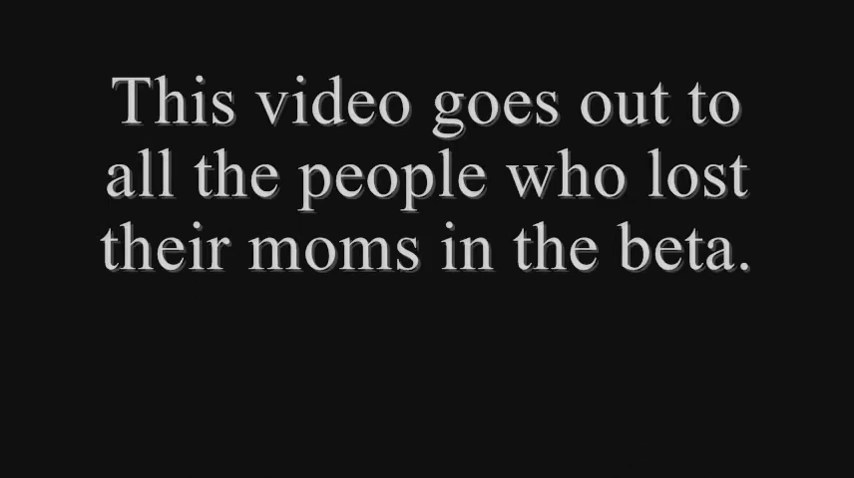 This video goes out to
all the people who lost
their moms in the beta.